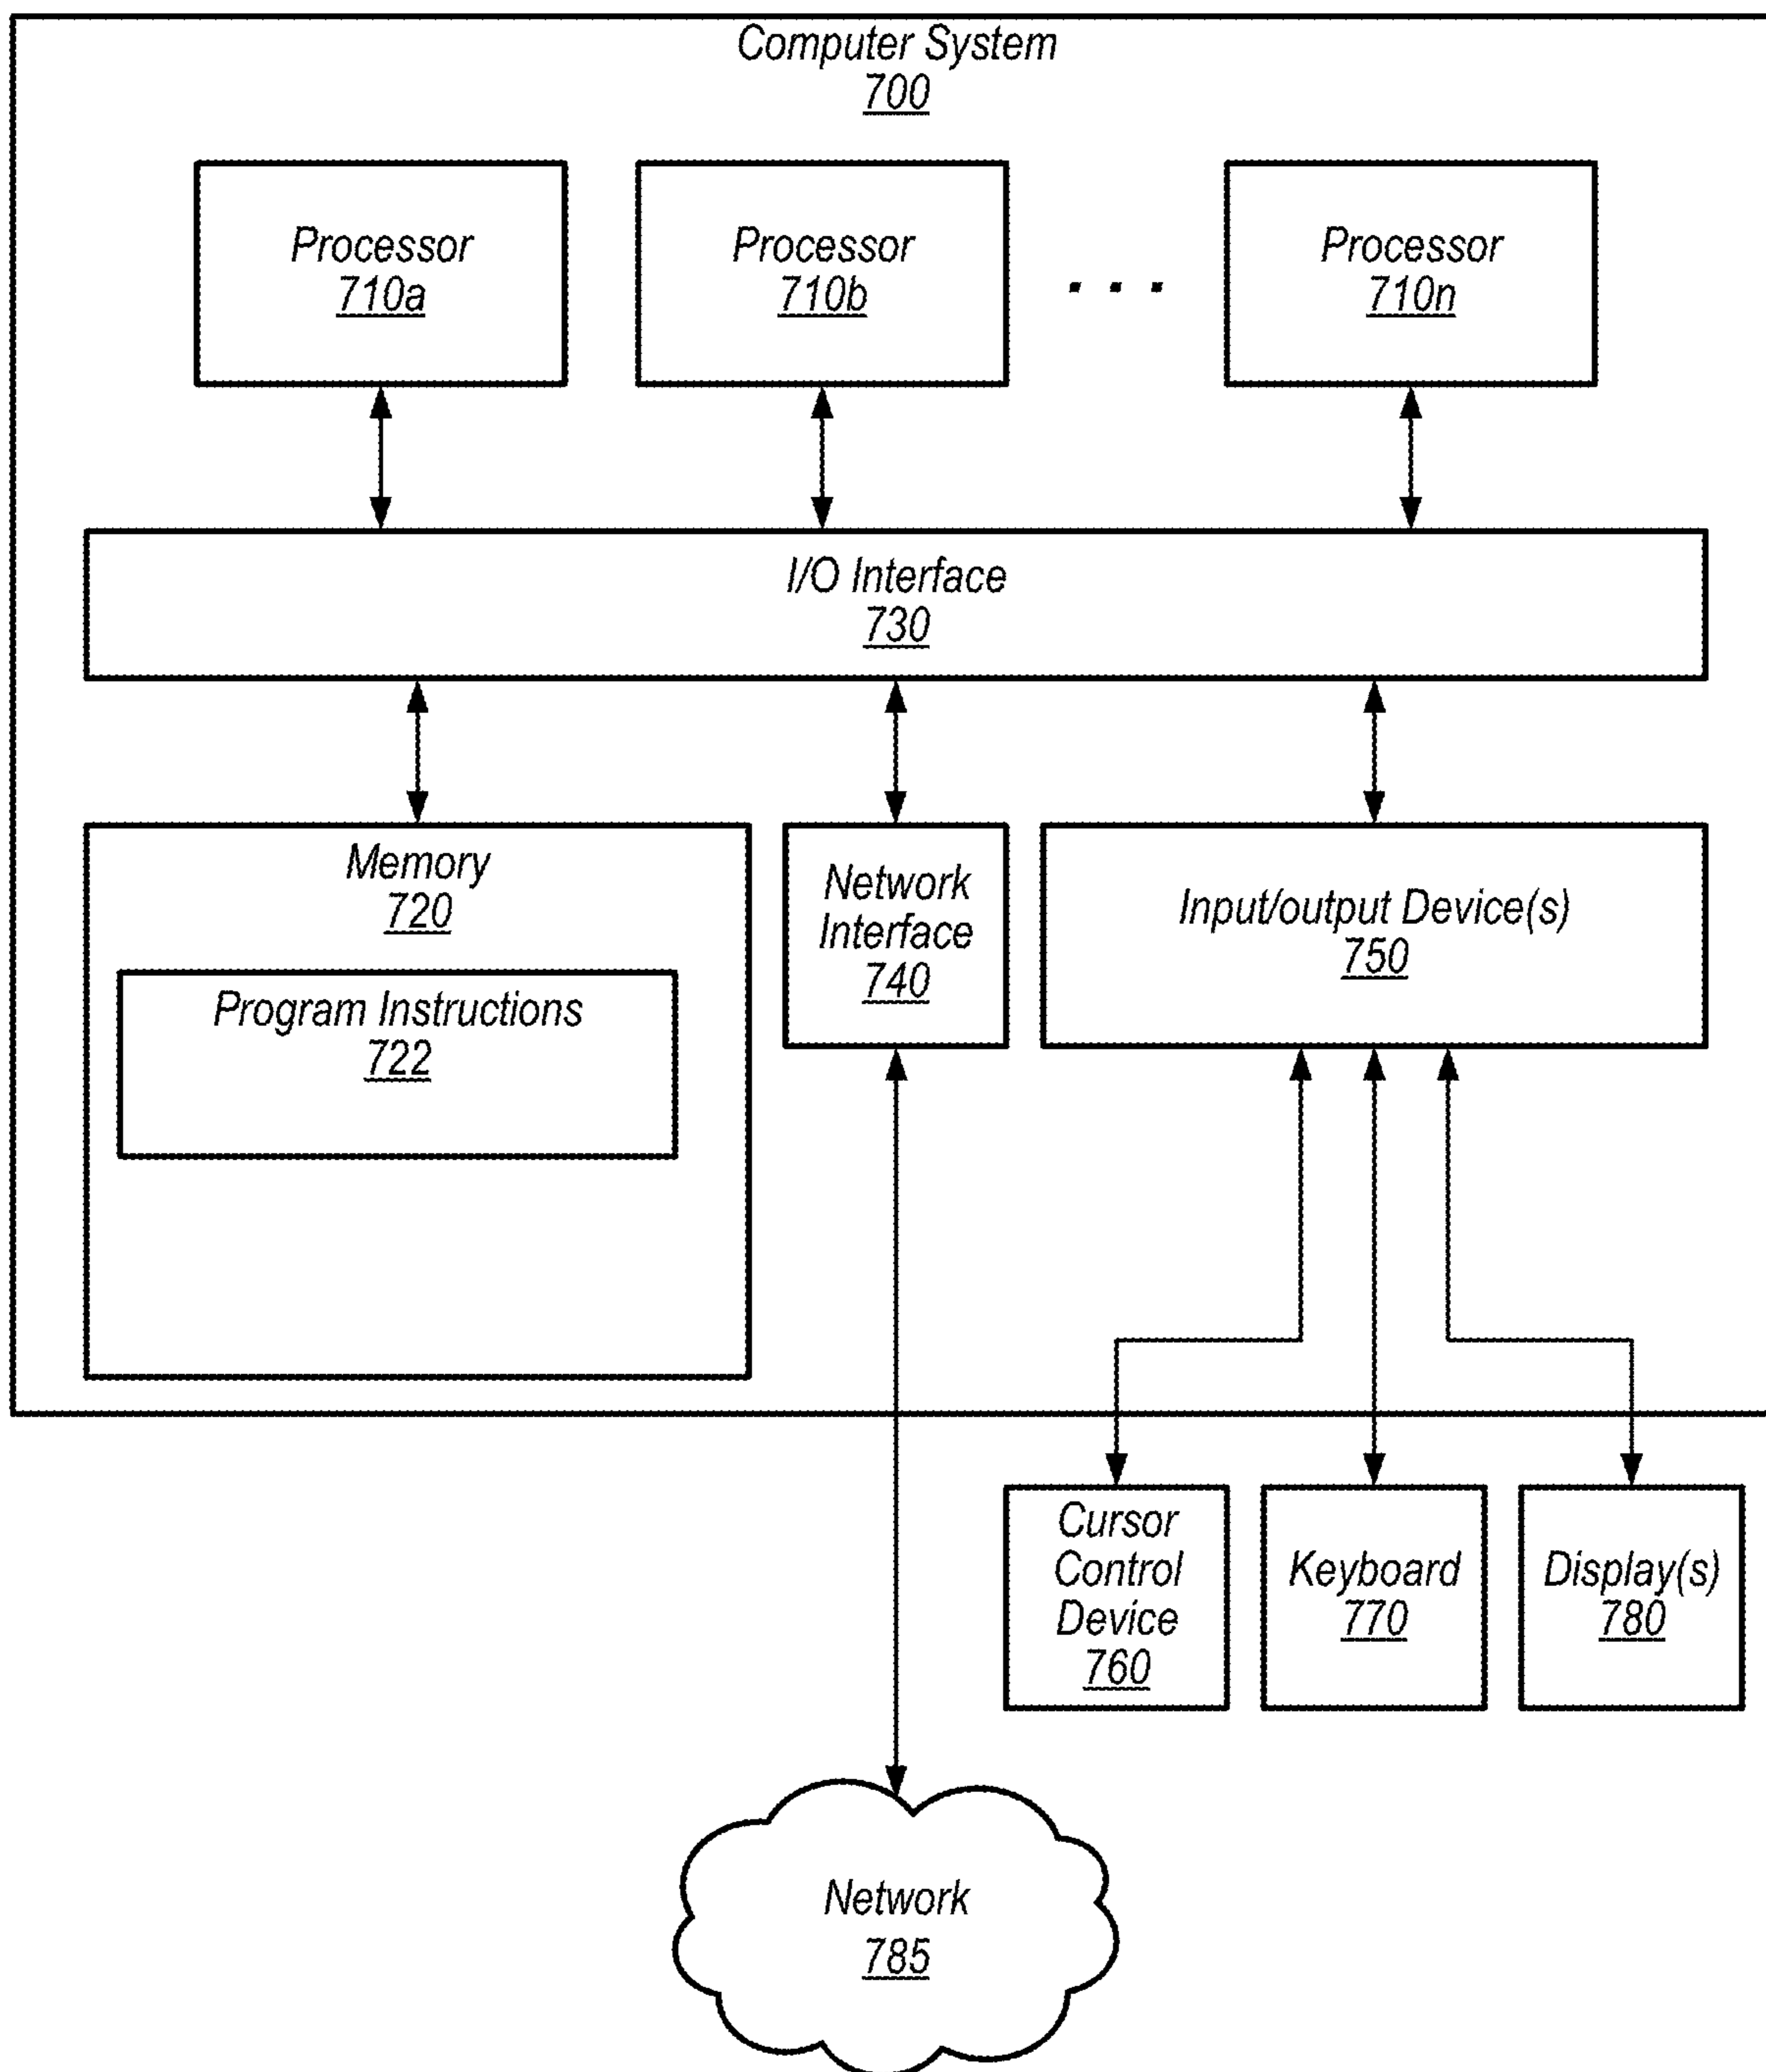 Computer System
700
Processor
710a
Processor
710b
. . .
Processor
710n
I/O Interface
730
Memory
720
Program Instructions
722
Network
Interface
740
Input/output Device(s)
750
Cursor
Control
Device
760
Keyboard
770
Display(s)
780
Network
785